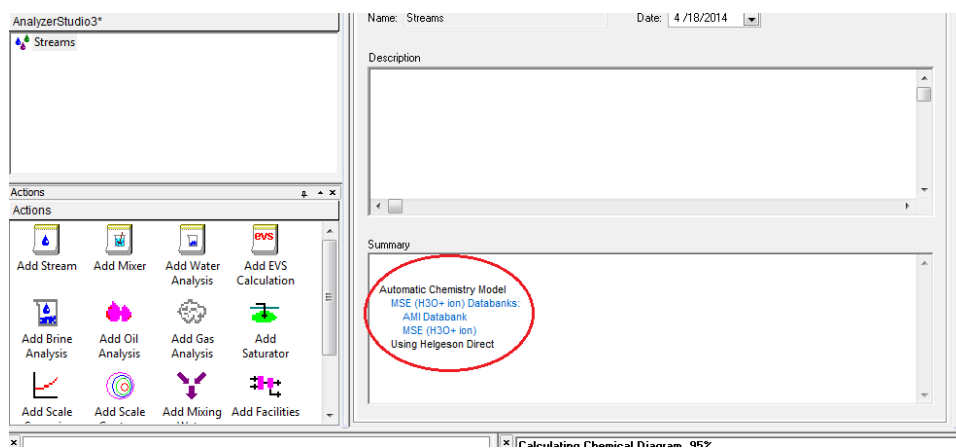 AnalyzerStudio3*
Streams
Name: Streams
Date: 4/18/2014
Description
Actions
Actions
Add Stream
Add Mixer
Add Water
Analysis
EVS
Add EVS
Calculation
Add Brine
Analysis
Add Oil
Analysis
Add Gas
Analysis
Add
Saturator
Add Scale
Add Scale
Add Mixing
Add Facilities
Summary
Automatic Chemistry Model
MSE (H3O+ ion) Databanks:
AMI Databank
MSE (H3O+ ion)
Using Helgeson Direct
Calculating Chemical Diagram 95%